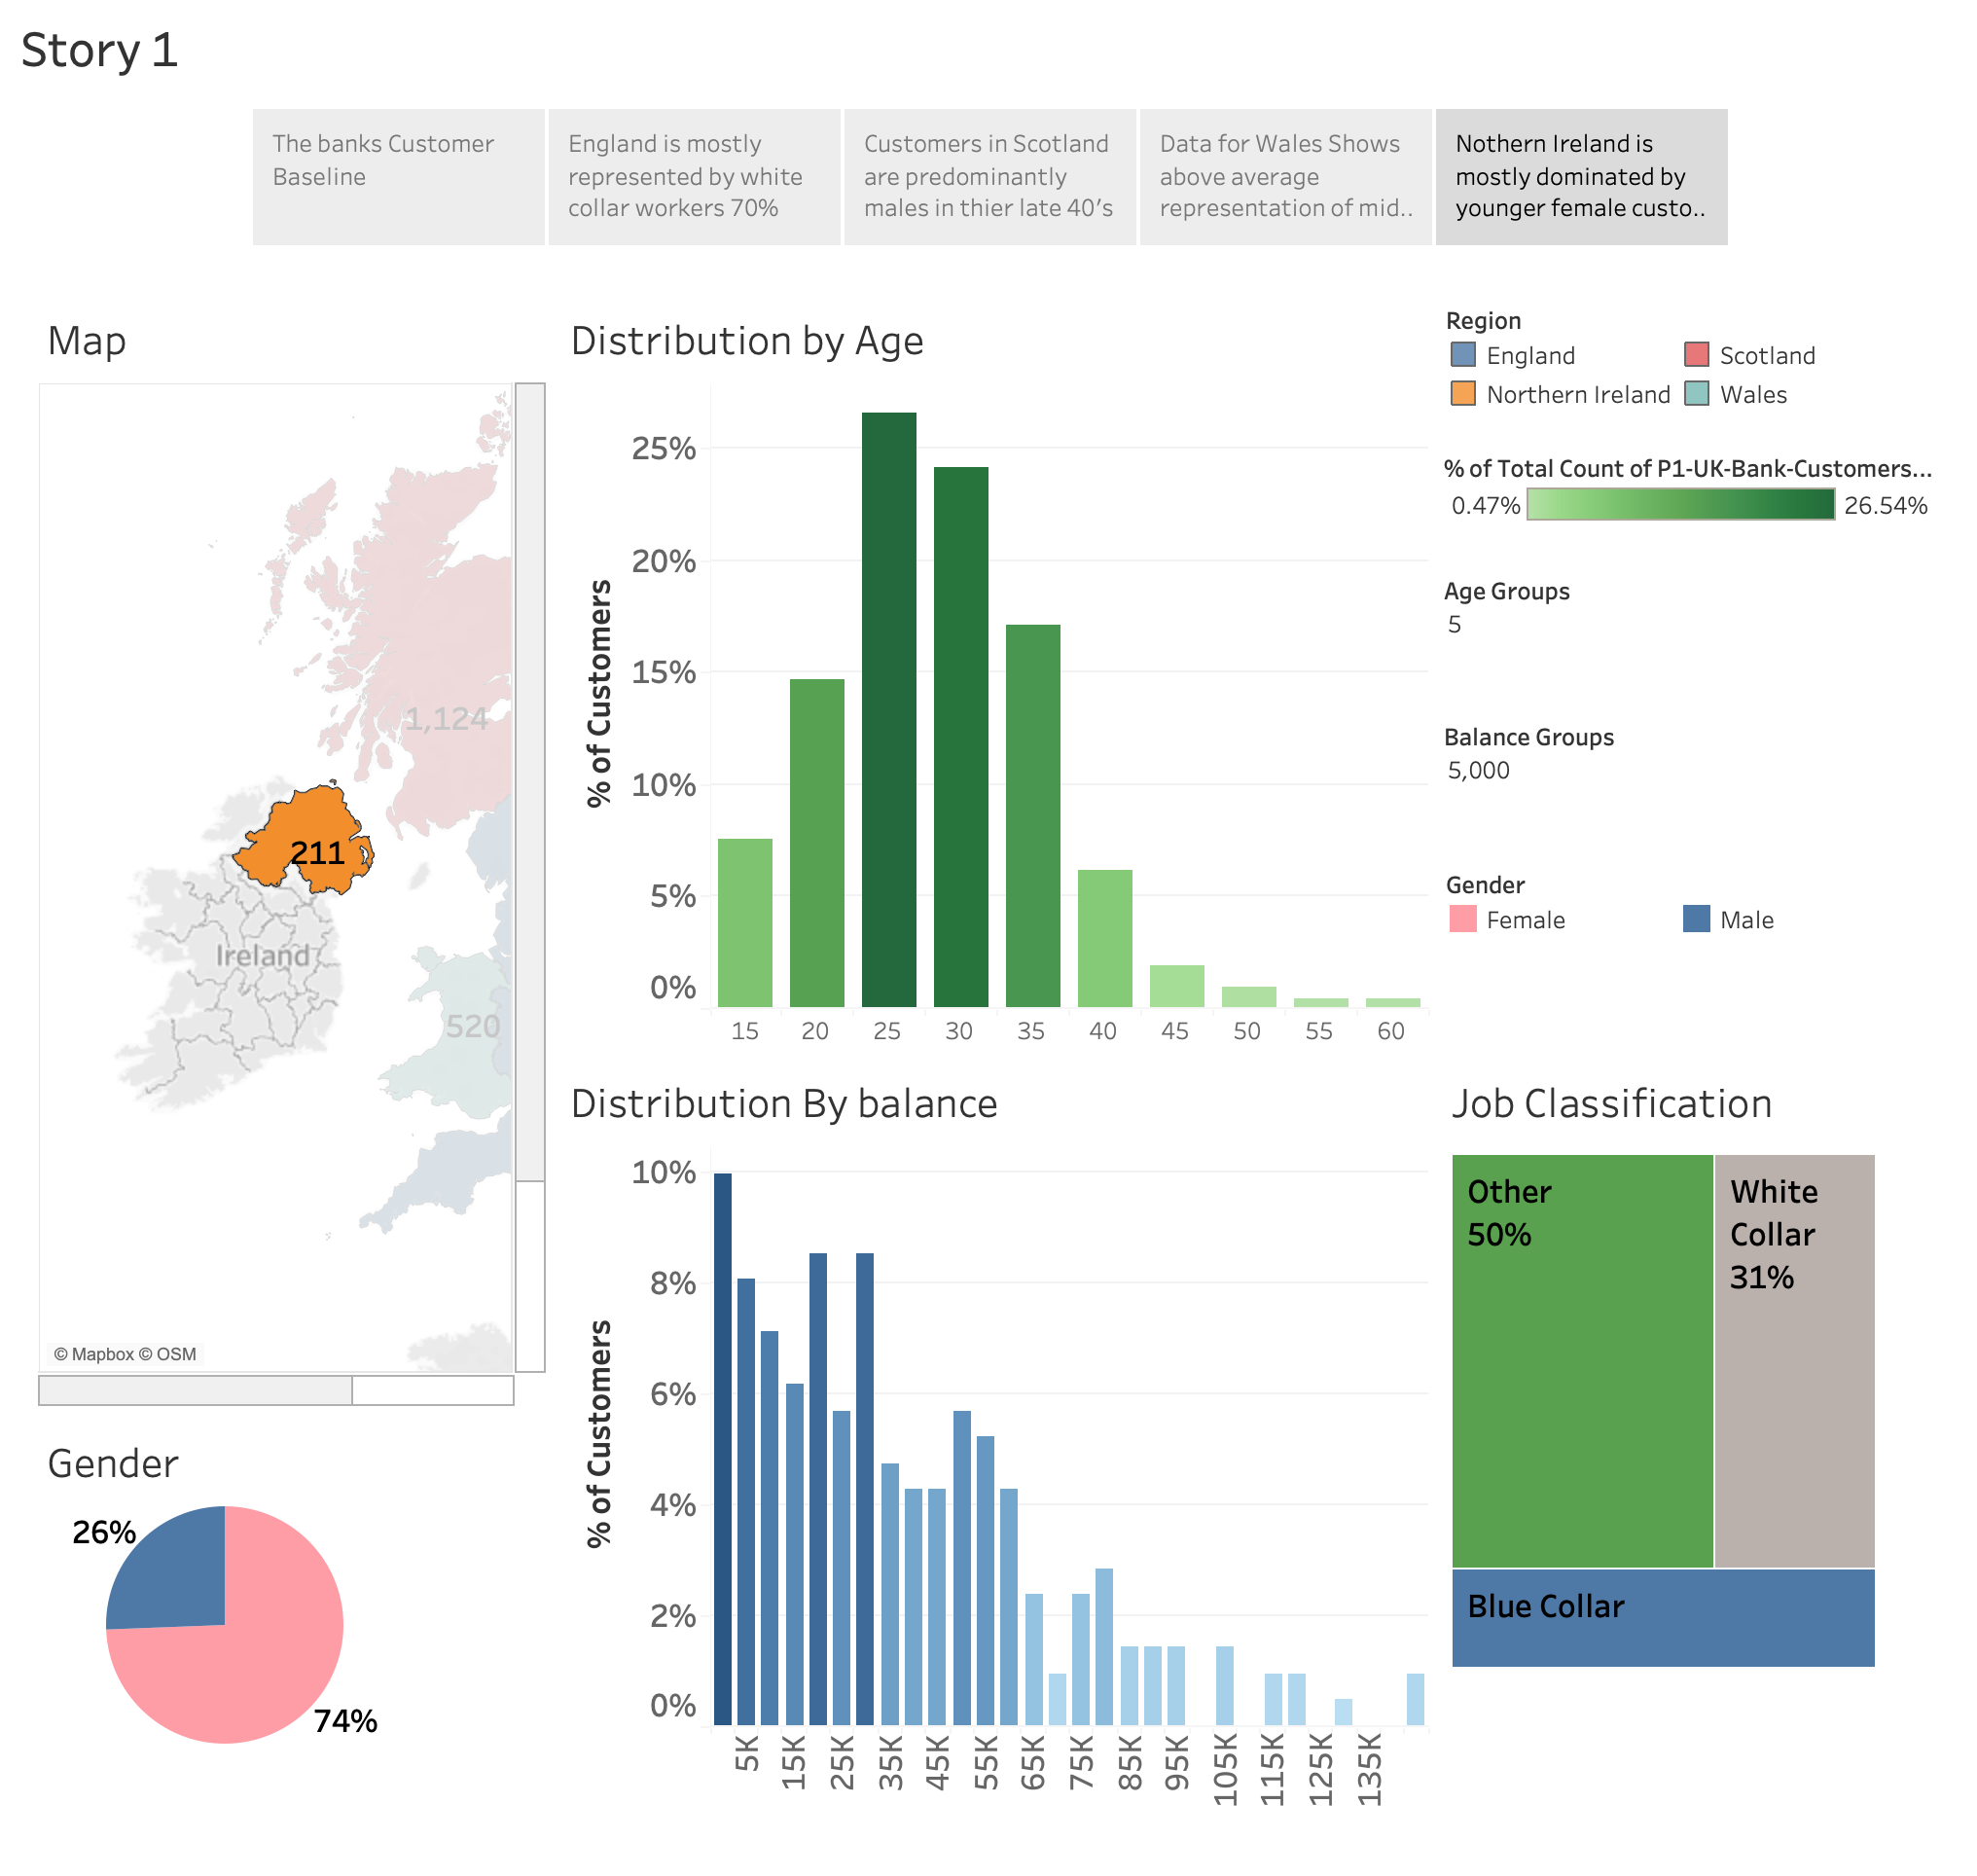 Story 1
The banks Customer
Baseline
England is mostly
represented by white
collar workers 70%
Customers in Scotland
are predominantly
males in thier late 40's
Data for Wales Shows
above average
representation of mid..
Nothern Ireland is
mostly dominated by
younger female custo..
Map
1,124
211
Ireland
520
© Mapbox © OSM
Distribution by Age
% of Customers
25%
20%
15%
10%
5%
0%
15 20 25 30 35 40 45 50 55 60
Region
England Scotland
Northern Ireland Wales
% of Total Count of P1-UK-Bank-Customers...
0.47% 26.54%
Age Groups
5
Balance Groups
5,000
Gender
Female Male
Gender
26%
74%
Distribution By balance
% of Customers
10%
8%
6%
4%
2%
0%
5K 15K 25K 35K 45K 55K 65K 75K 85K 95K 105K 115K 125K 135K
Job Classification
Other
50%
White
Collar
31%
Blue Collar